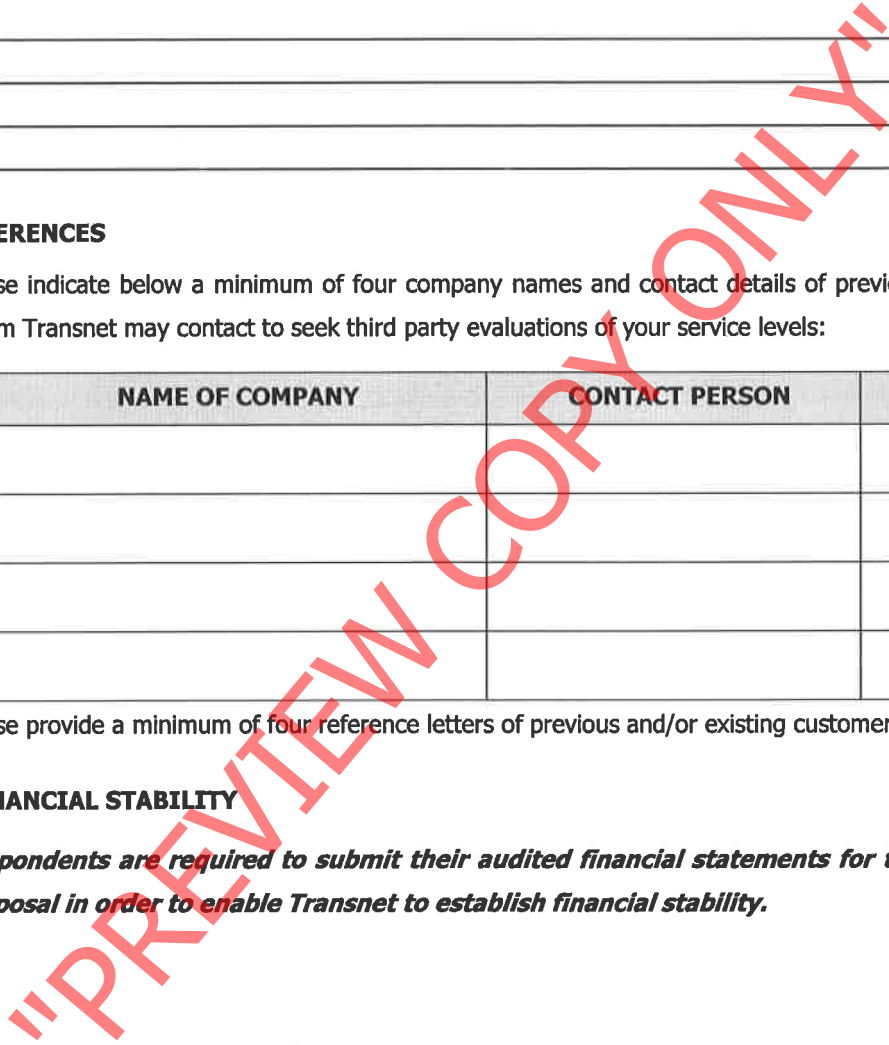 ERENCES
se indicate below a minimum of four company names and contact details of previ
m Transnet may contact to seek third party evaluations of your service levels:
NAME OF COMPANY CONTACT PERSON
se provide a minimum of four reference letters of previous and/or existing customer
IANCIAL STABILITY
pondents are required to submit their audited financial statements for t
posal in order to enable Transnet to establish financial stability.
"PREVIEW COPY ONLY"